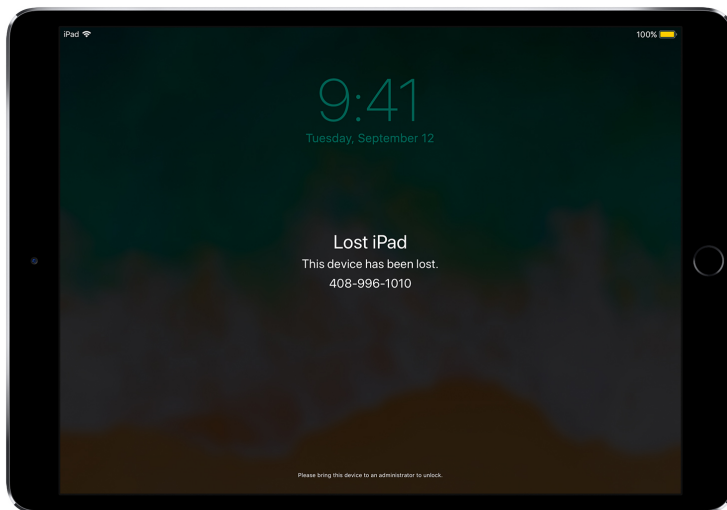 iPad
100%
9:41
Tuesday, September 12
Lost iPad
This device has been lost.
408-996-1010
Please bring this device to an administrator to unlock.